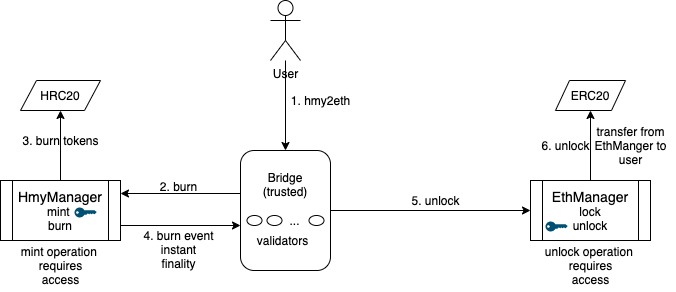 User
1. hmy2eth
HRC20
ERC20
3. burn tokens
6. unlock
transfer from
EthManger to
user
Bridge
(trusted)
...
validators
2. burn
4. burn event
instant
finality
5. unlock
HmyManager
mint
burn
mint operation
requires
access
EthManager
lock
unlock
unlock operation
requires
access